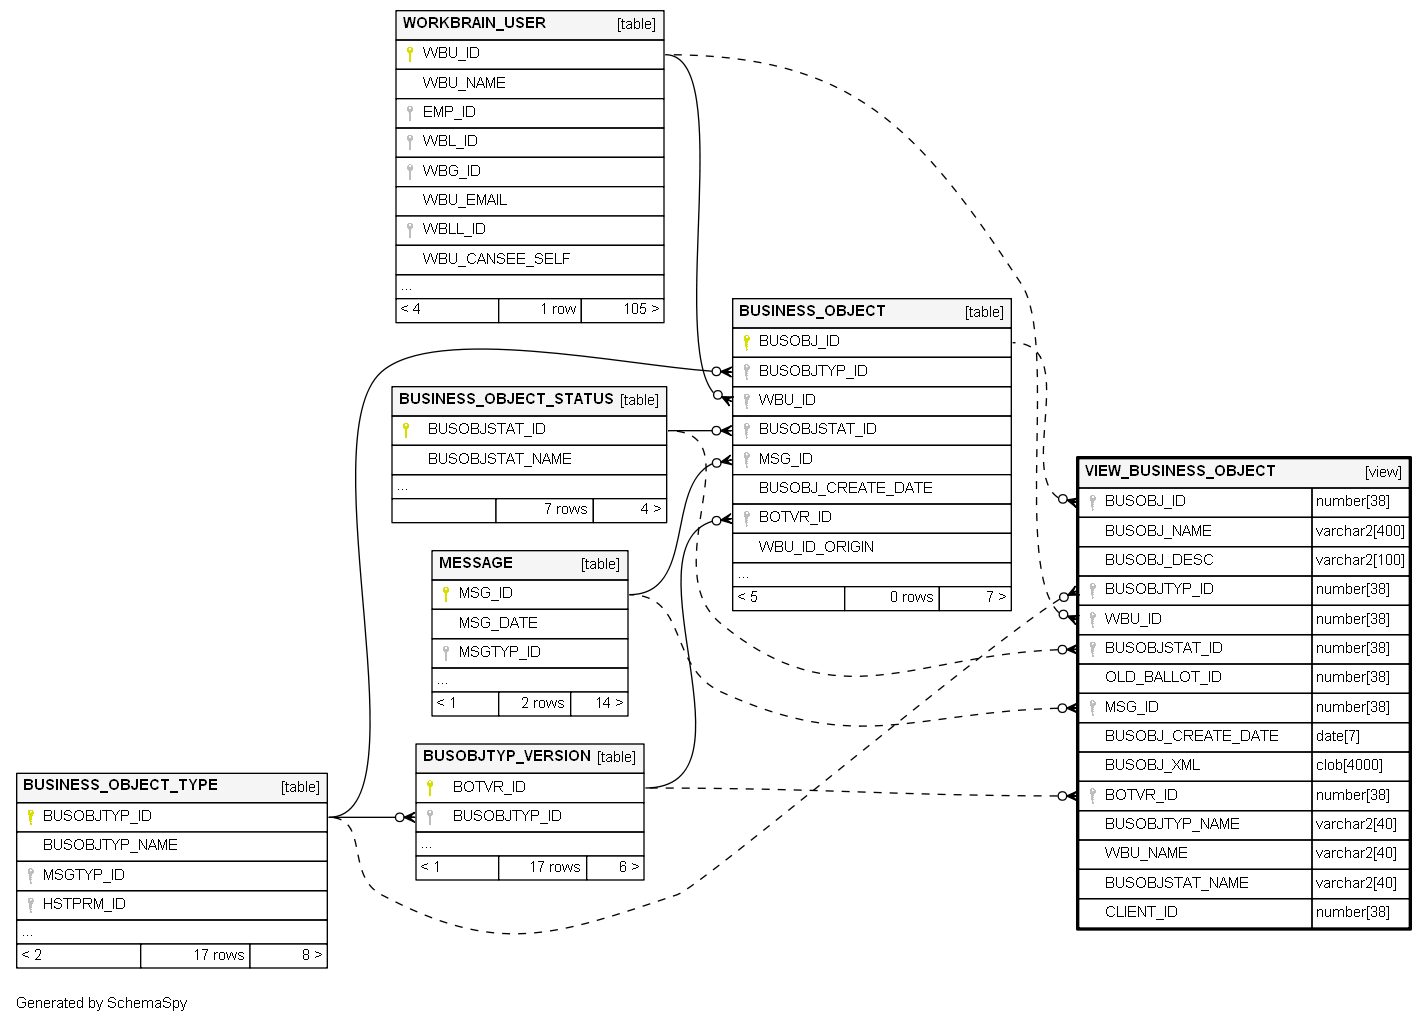 WORKBRAIN_USER [table]
WBU_ID
WBU_NAME
EMP_ID
WBL_ID
WBG_ID
WBU_EMAIL
WBLL_ID
WBU_CANSEE_SELF
...
< 4 1 row 105 >
BUSINESS_OBJECT [table]
BUSOBJ_ID
BUSOBJTYP_ID
WBU_ID
BUSOBJSTAT_ID
MSG_ID
BUSOBJ_CREATE_DATE
BOTVR_ID
WBU_ID_ORIGIN
...
< 5 0 rows 7 >
BUSINESS_OBJECT_STATUS [table]
BUSOBJSTAT_ID
BUSOBJSTAT_NAME
...
7 rows 4 >
VIEW_BUSINESS_OBJECT [view]
BUSOBJ_ID number[38]
BUSOBJ_NAME varchar2[400]
BUSOBJ_DESC varchar2[100]
BUSOBJTYP_ID number[38]
WBU_ID number[38]
BUSOBJSTAT_ID number[38]
OLD_BALLOT_ID number[38]
MSG_ID number[38]
BUSOBJ_CREATE_DATE date[7]
BUSOBJ_XML clob[4000]
BOTVR_ID number[38]
BUSOBJTYP_NAME varchar2[40]
WBU_NAME varchar2[40]
BUSOBJSTAT_NAME varchar2[40]
CLIENT_ID number[38]
MESSAGE [table]
MSG_ID
MSG_DATE
MSGTYP_ID
...
< 1 2 rows 14 >
BUSOBJTYP_VERSION [table]
BOTVR_ID
BUSOBJTYP_ID
...
< 1 17 rows 6 >
BUSINESS_OBJECT_TYPE [table]
BUSOBJTYP_ID
BUSOBJTYP_NAME
MSGTYP_ID
HSTPRM_ID
...
< 2 17 rows 8 >
Generated by SchemaSpy